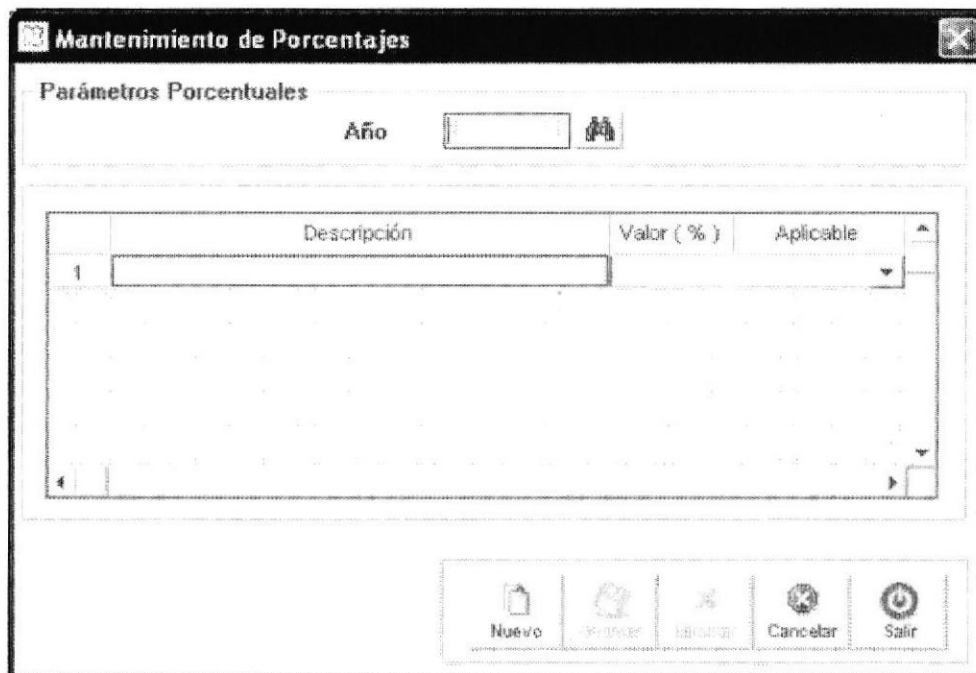 Mantenimiento de Porcentajes
Parámetros Porcentuales
Año
Descripción Valor ( % ) Aplicable
1
Nuevo Cancelar Salir